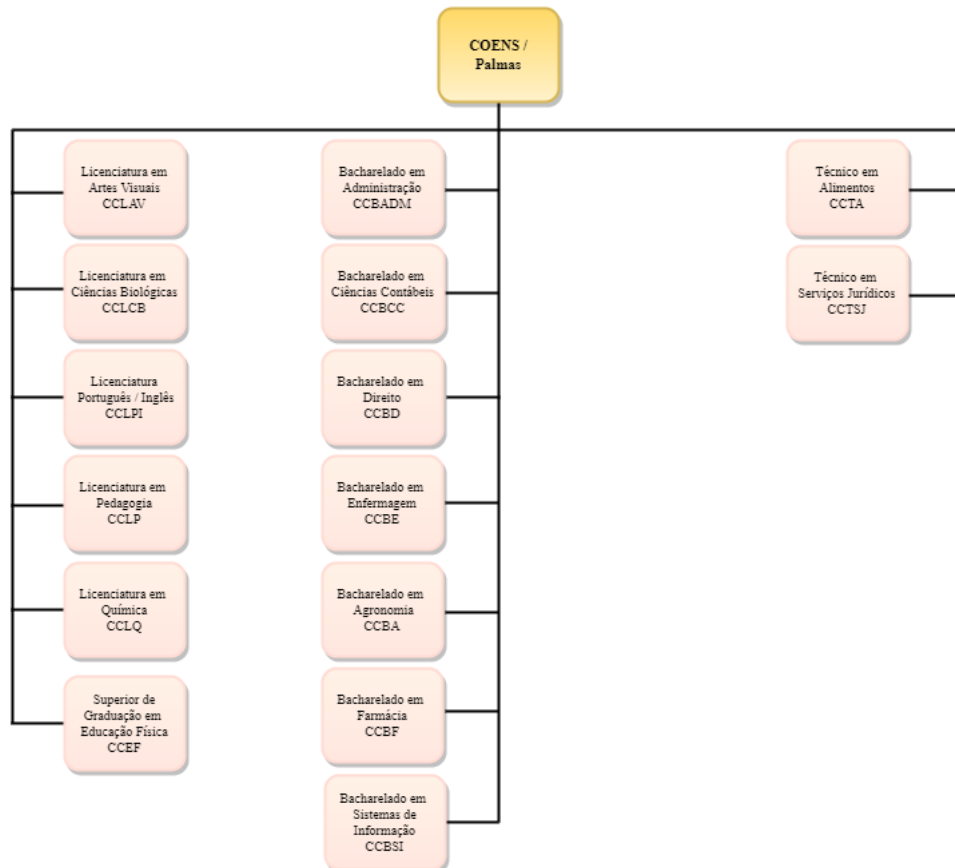 COENS /
Palmas
Licenciatura em
Artes Visuais
CCLAV
Licenciatura em
Ciências Biológicas
CCLCB
Licenciatura
Português / Inglês
CCLPI
Licenciatura em
Pedagogia
CCLP
Licenciatura em
Química
CCLQ
Superior de
Graduação em
Educação Física
CCEF
Bacharelado em
Administração
CCBADM
Bacharelado em
Ciências Contábeis
CCBCC
Bacharelado em
Direito
CCBD
Bacharelado em
Enfermagem
CCBE
Bacharelado em
Agronomia
CCBA
Bacharelado em
Farmácia
CCBF
Bacharelado em
Sistemas de
Informação
CCBSI
Técnico em
Alimentos
CCTA
Técnico em
Serviços Jurídicos
CCTSJ